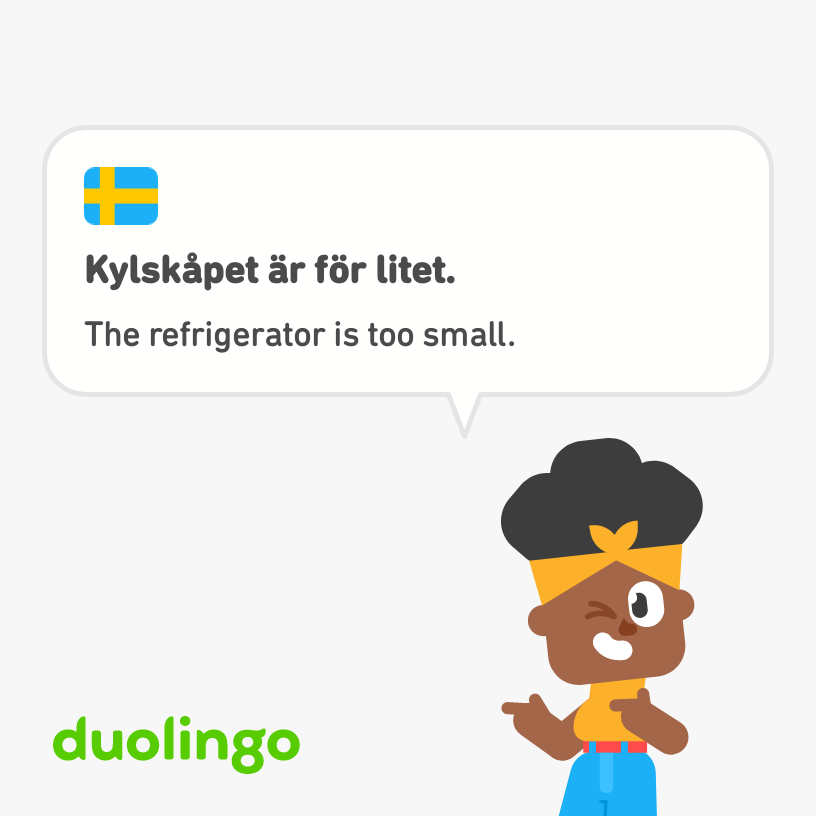 Kylskåpet är för litet.
The refrigerator is too small.
duolingo